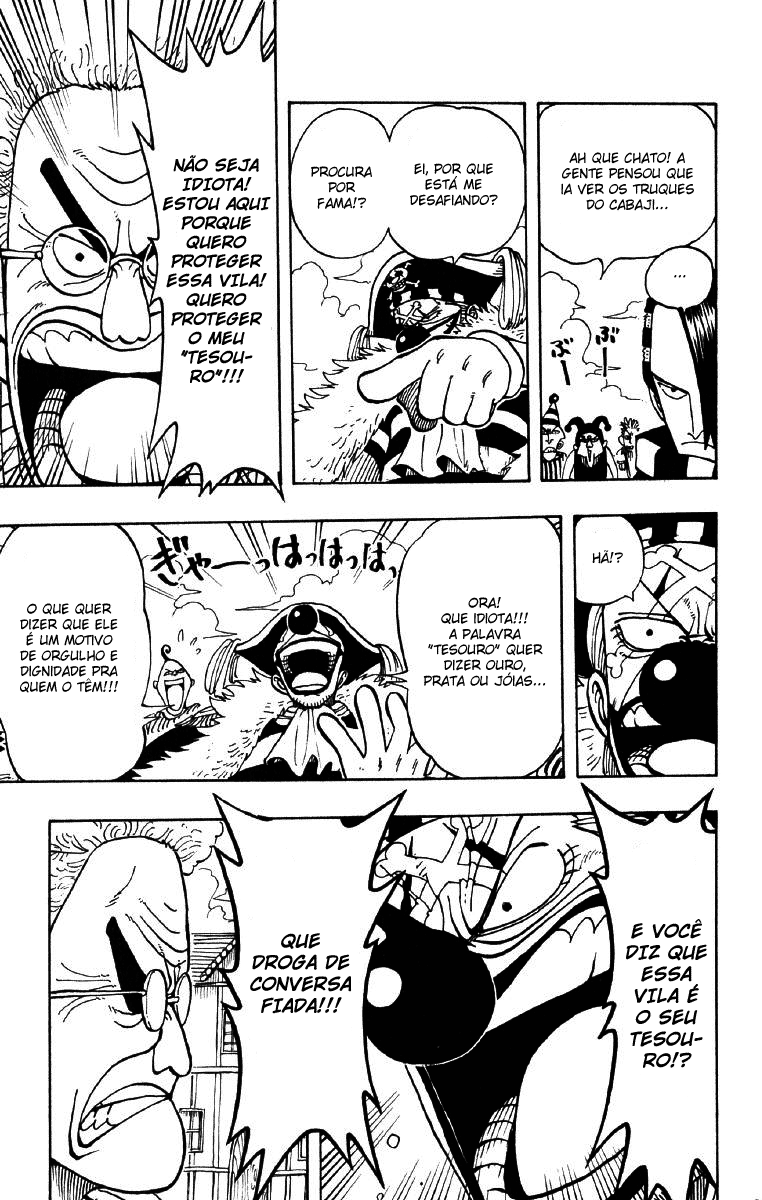 AH QUE CHATO! A
GENTE PENSOU QUE
IA VER OS TRUQUES
DO CABAJI...
...
ぶーぶー
EI, POR QUE
ESTÁ ME
DESAFIANDO?
PROCURA
POR
FAMA!?
NÃO SEJA
IDIOTA!
ESTOU AQUI
PORQUE
QUERO
PROTEGER
ESSA VILA!
QUERO
PROTEGER
O MEU
"TESOU-
RO"!!!
HÃ!?
ORA!
QUE IDIOTA!!!
A PALAVRA
"TESOURO" QUER
DIZER OURO,
PRATA OU JÓIAS...
ぎゃーーっはっはっはっはっ
O QUE QUER
DIZER QUE ELE
É UM MOTIVO
DE ORGULHO E
DIGNIDADE PRA
QUEM O TÊM!!!
E VOCÊ
DIZ QUE
ESSA
VILA É
O SEU
TESOU-
RO!?
QUE
DROGA DE
CONVERSA
FIADA!!!